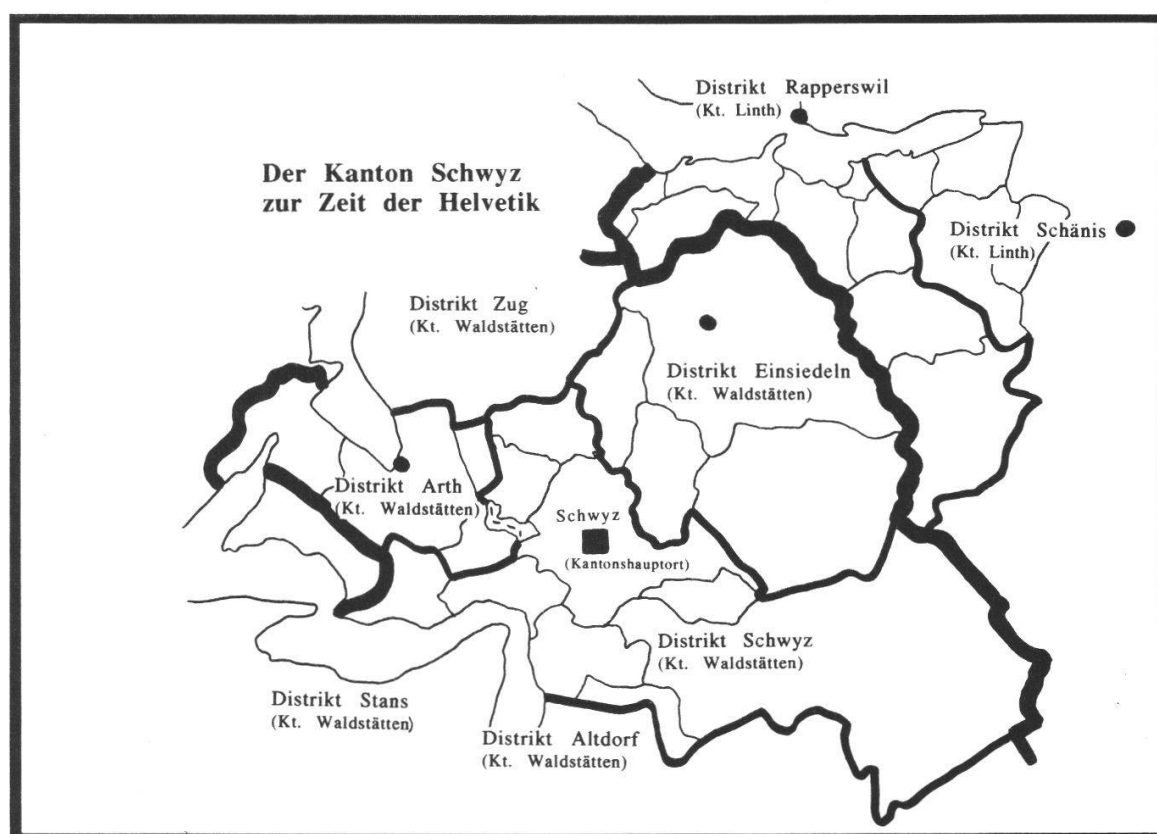 Distrikt Rapperswil
(Kt. Linth)
Der Kanton Schwyz
zur Zeit der Helvetik
Distrikt Schänis
(Kt. Linth)
Distrikt Zug
(Kt. Waldstätten)
Distrikt Einsiedeln
(Kt. Waldstätten)
Distrikt Arth
(Kt. Waldstätten)
Schwyz
(Kantonshauptort)
Distrikt Schwyz
(Kt. Waldstätten)
Distrikt Stans
(Kt. Waldstätten)
Distrikt Altdorf
(Kt. Waldstätten)